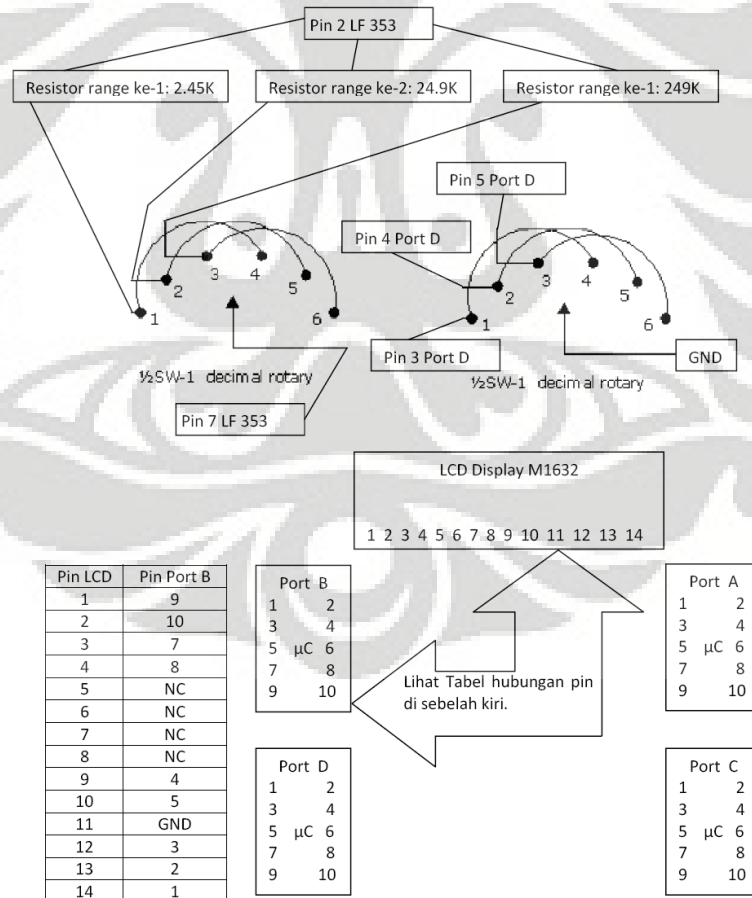 Pin 2 LF 353
Resistor range ke-1: 2.45K
Resistor range ke-2: 24.9K
Resistor range ke-1: 249K
Pin 5 Port D
Pin 4 Port D
1
2
3
4
5
6
1
2
3
4
5
6
Pin 3 Port D
GND
½SW-1 decimal rotary
½SW-1 decimal rotary
Pin 7 LF 353
LCD Display M1632
1 2 3 4 5 6 7 8 9 10 11 12 13 14
Pin LCD Pin Port B
1 9
2 10
3 7
4 8
5 NC
6 NC
7 NC
8 NC
9 4
10 5
11 GND
12 3
13 2
14 1
Port B
1 2
3 4
5 µC 6
7 8
9 10
Lihat Tabel hubungan pin
di sebelah kiri.
Port A
1 2
3 4
5 µC 6
7 8
9 10
Port D
1 2
3 4
5 µC 6
7 8
9 10
Port C
1 2
3 4
5 µC 6
7 8
9 10